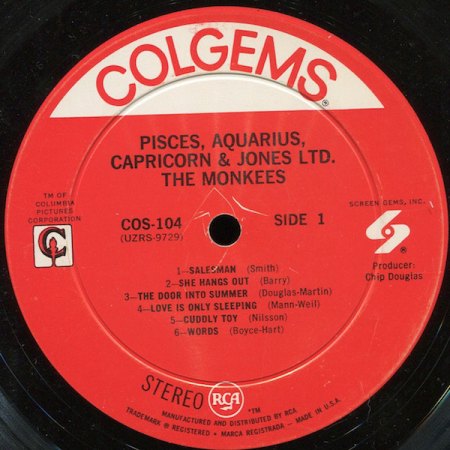 COLGEMS®
PISCES, AQUARIUS,
CAPRICORN & JONES LTD.
THE MONKEES
TM OF
COLUMBIA
PICTURES
CORPORATION
SCREEN GEMS, INC.
COS-104
(UZRS-9729)
SIDE 1
C
S
®
Producer:
Chip Douglas
1—SALESMAN (Smith)
2—SHE HANGS OUT (Barry)
3—THE DOOR INTO SUMMER (Douglas-Martin)
4—LOVE IS ONLY SLEEPING (Mann-Weil)
5—CUDDLY TOY (Nilsson)
6—WORDS (Boyce-Hart)
STEREO
RCA
™
MANUFACTURED AND DISTRIBUTED BY RCA
TRADEMARK ® REGISTERED • MARCA REGISTRADA — MADE IN U.S.A.